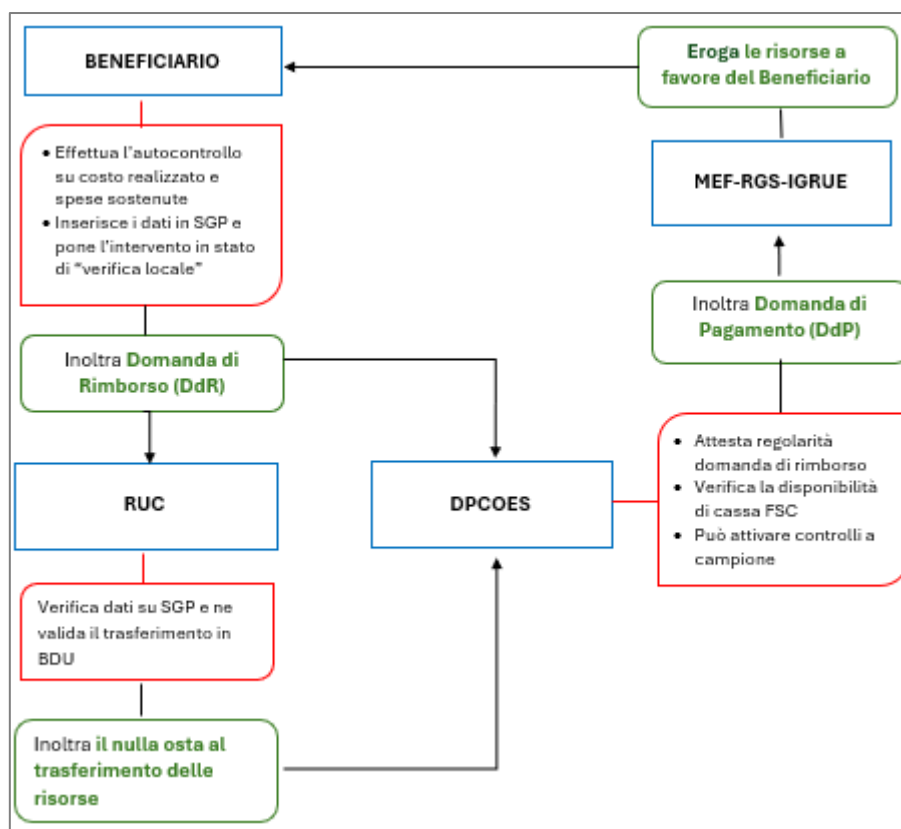 BENEFICIARIO
• Effettua l'autocontrollo
su costo realizzato e
spese sostenute
• Inserisce i dati in SGP e
pone l'intervento in stato
di "verifica locale"
Inoltra Domanda di
Rimborso (DdR)
RUC
Verifica dati su SGP e ne
valida il trasferimento in
BDU
Inoltra il nulla osta al
trasferimento delle
risorse
DPCOES
• Attesta regolarità
domanda di rimborso
• Verifica la disponibilità
di cassa FSC
• Può attivare controlli a
campione
Inoltra Domanda di
Pagamento (DdP)
MEF-RGS-IGRUE
Eroga le risorse a
favore del Beneficiario